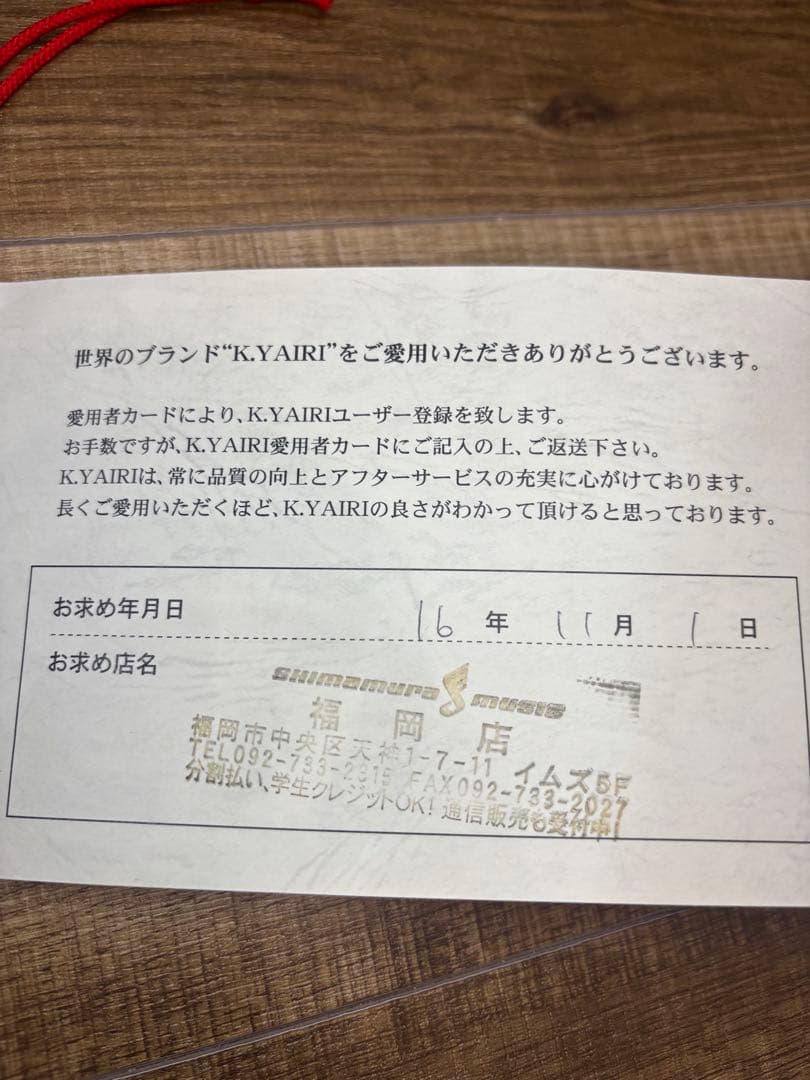 世界のブランド“K.YAIRI”をご愛用いただきありがとうございます。
愛用者カードにより、K.YAIRIユーザー登録を致します。
お手数ですが、K.YAIRI愛用者カードにご記入の上、ご返送下さい。
K.YAIRIは、常に品質の向上とアフターサービスの充実に心がけております。
長くご愛用いただくほど、K.YAIRIの良さがわかって頂けると思っております。
お求め年月日 16 年 11 月 1 日
お求め店名
shimamura music
福岡店
福岡市中央区天神1-7-11 イムズ5F
TEL092-733-2815 FAX092-733-2027
分割払い、学生クレジットOK! 通信販売も受付中!